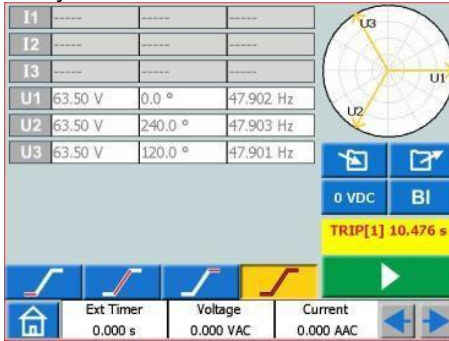 I1 ----- ----- -----
I2 ----- ----- -----
I3 ----- ----- -----
U1 63.50 V 0.0 ° 47.902 Hz
U2 63.50 V 240.0 ° 47.903 Hz
U3 63.50 V 120.0 ° 47.901 Hz
U3
U1
U2
0 VDC BI
TRIP[1] 10.476 s
Ext Timer Voltage Current
0.000 s 0.000 VAC 0.000 AAC